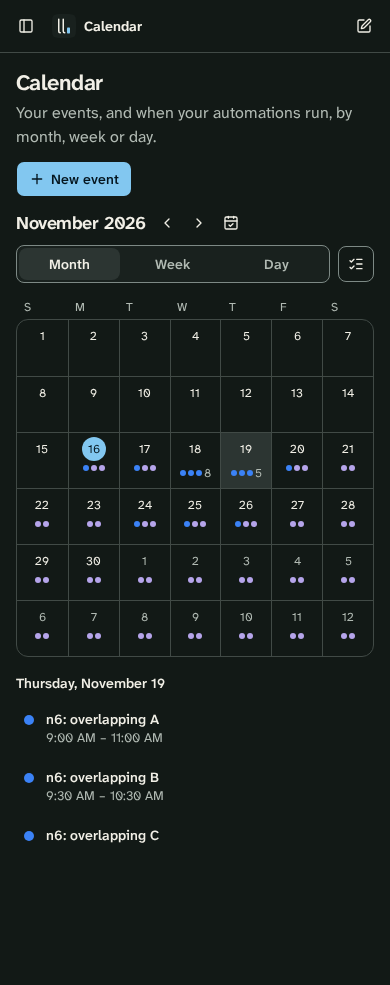 Calendar
Calendar
Your events, and when your automations run, by
month, week or day.
New event
November 2026
Month Week Day
S M T W T F S
1 2 3 4 5 6 7
8 9 10 11 12 13 14
15 16 17 18 19 20 21
8 5
22 23 24 25 26 27 28
29 30 1 2 3 4 5
6 7 8 9 10 11 12
Thursday, November 19
n6: overlapping A
9:00 AM – 11:00 AM
n6: overlapping B
9:30 AM – 10:30 AM
n6: overlapping C